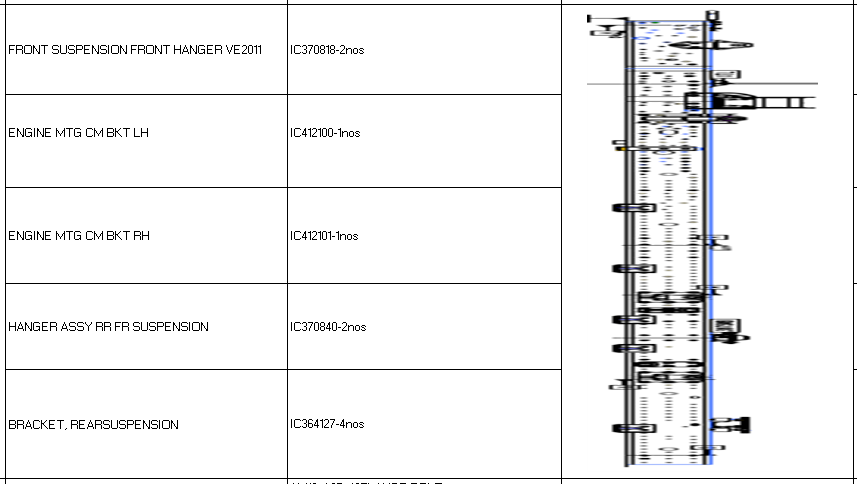 FRONT SUSPENSION FRONT HANGER VE2011 IC370818-2nos
ENGINE MTG CM BKT LH IC412100-1nos
ENGINE MTG CM BKT RH IC412101-1nos
HANGER ASSY RR FR SUSPENSION IC370840-2nos
BRACKET, REARSUSPENSION IC364127-4nos